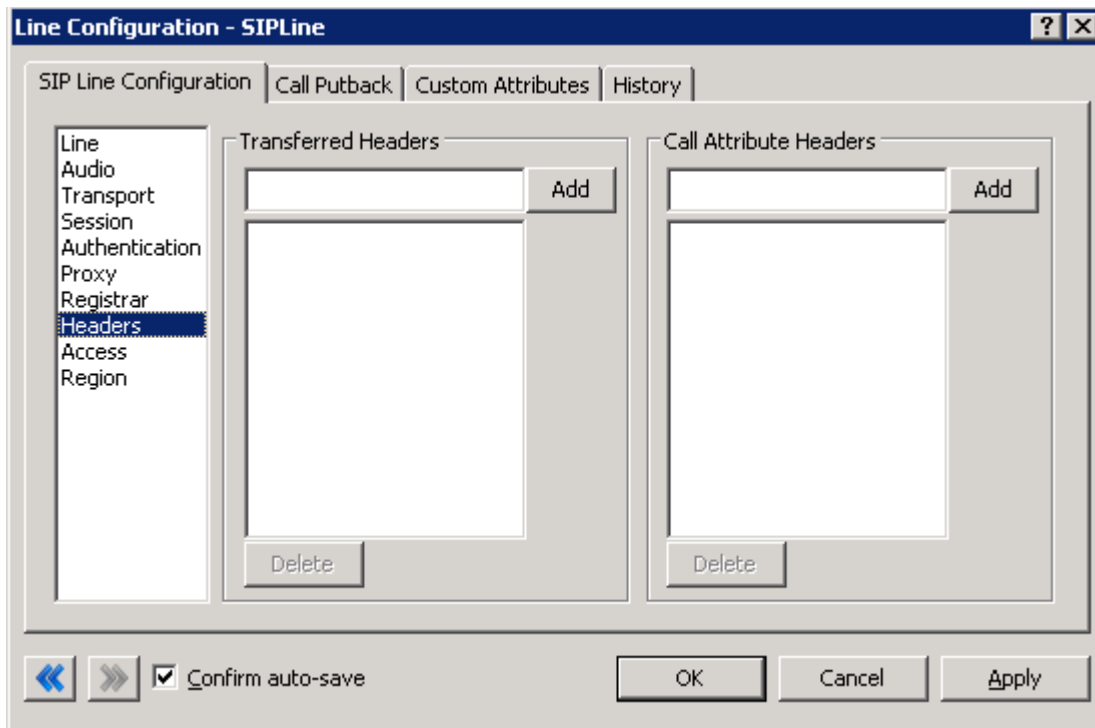 Line Configuration - SIPLine
?
SIP Line Configuration
Call Putback
Custom Attributes
History
Line
Audio
Transport
Session
Authentication
Proxy
Registrar
Headers
Access
Region
Transferred Headers
Add
Delete
Call Attribute Headers
Add
Delete
Confirm auto-save
OK
Cancel
Apply